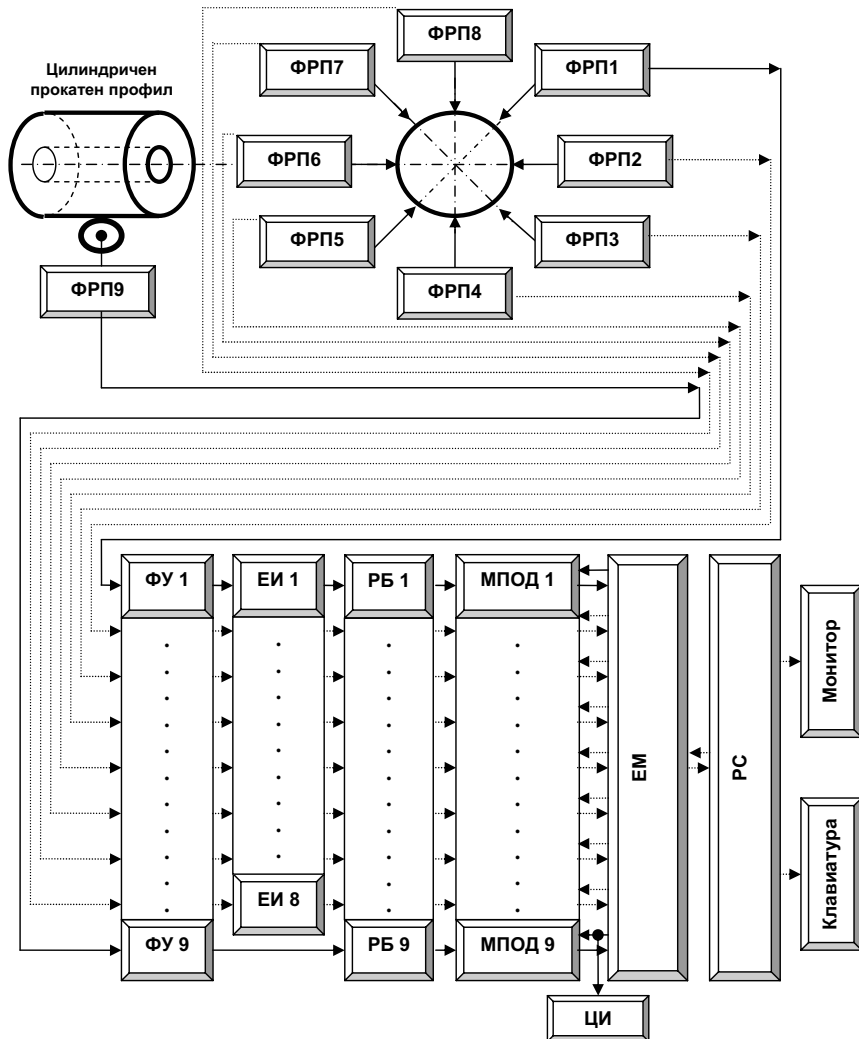 Цилиндричен
прокатен профил
ФРП8
ФРП7
ФРП1
ФРП6
ФРП2
ФРП5
ФРП3
ФРП4
ФРП9
ФУ 1
ЕИ 1
РБ 1
МПОД 1
ЕМ
PC
Монитор
Клавиатура
ЕИ 8
ФУ 9
РБ 9
МПОД 9
ЦИ